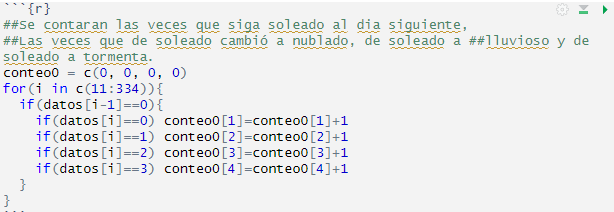 ```{r}
##Se contaran las veces que siga soleado al dia siguiente,
##Las veces que de soleado cambió a nublado, de soleado a ##lluvioso y de
soleado a tormenta.
conteo0 = c(0, 0, 0, 0)
for(i in c(11:334)){
  if(datos[i-1]==0){
    if(datos[i]==0) conteo0[1]=conteo0[1]+1
    if(datos[i]==1) conteo0[2]=conteo0[2]+1
    if(datos[i]==2) conteo0[3]=conteo0[3]+1
    if(datos[i]==3) conteo0[4]=conteo0[4]+1
  }
}
```